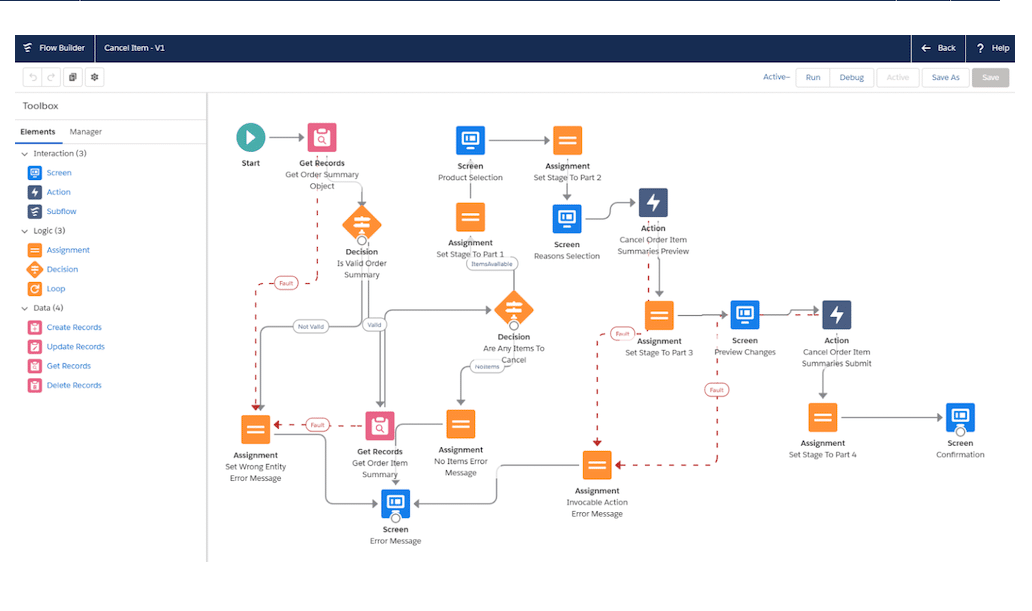 Flow Builder
Cancel Item - V1
Back
? Help
Active–
Run
Debug
Active
Save As
Save
Toolbox
Elements
Manager
Interaction (3)
Screen
Action
Subflow
Logic (3)
Assignment
Decision
Loop
Data (4)
Create Records
Update Records
Get Records
Delete Records
Start
Get Records
Get Order Summary
Object
Screen
Product Selection
Assignment
Set Stage To Part 2
Assignment
Set Stage To Part 1
ItemsAvailable
Screen
Reasons Selection
Action
Cancel Order Item
Summaries Preview
Decision
Is Valid Order
Summary
Fault
Not Valid
Valid
Decision
Are Any Items To
Cancel
NoItems
Fault
Assignment
Set Stage To Part 3
Screen
Preview Changes
Action
Cancel Order Item
Summaries Submit
Fault
Fault
Assignment
Set Wrong Entity
Error Message
Get Records
Get Order Item
Summary
Assignment
No Items Error
Message
Assignment
Set Stage To Part 4
Screen
Confirmation
Assignment
Invocable Action
Error Message
Screen
Error Message